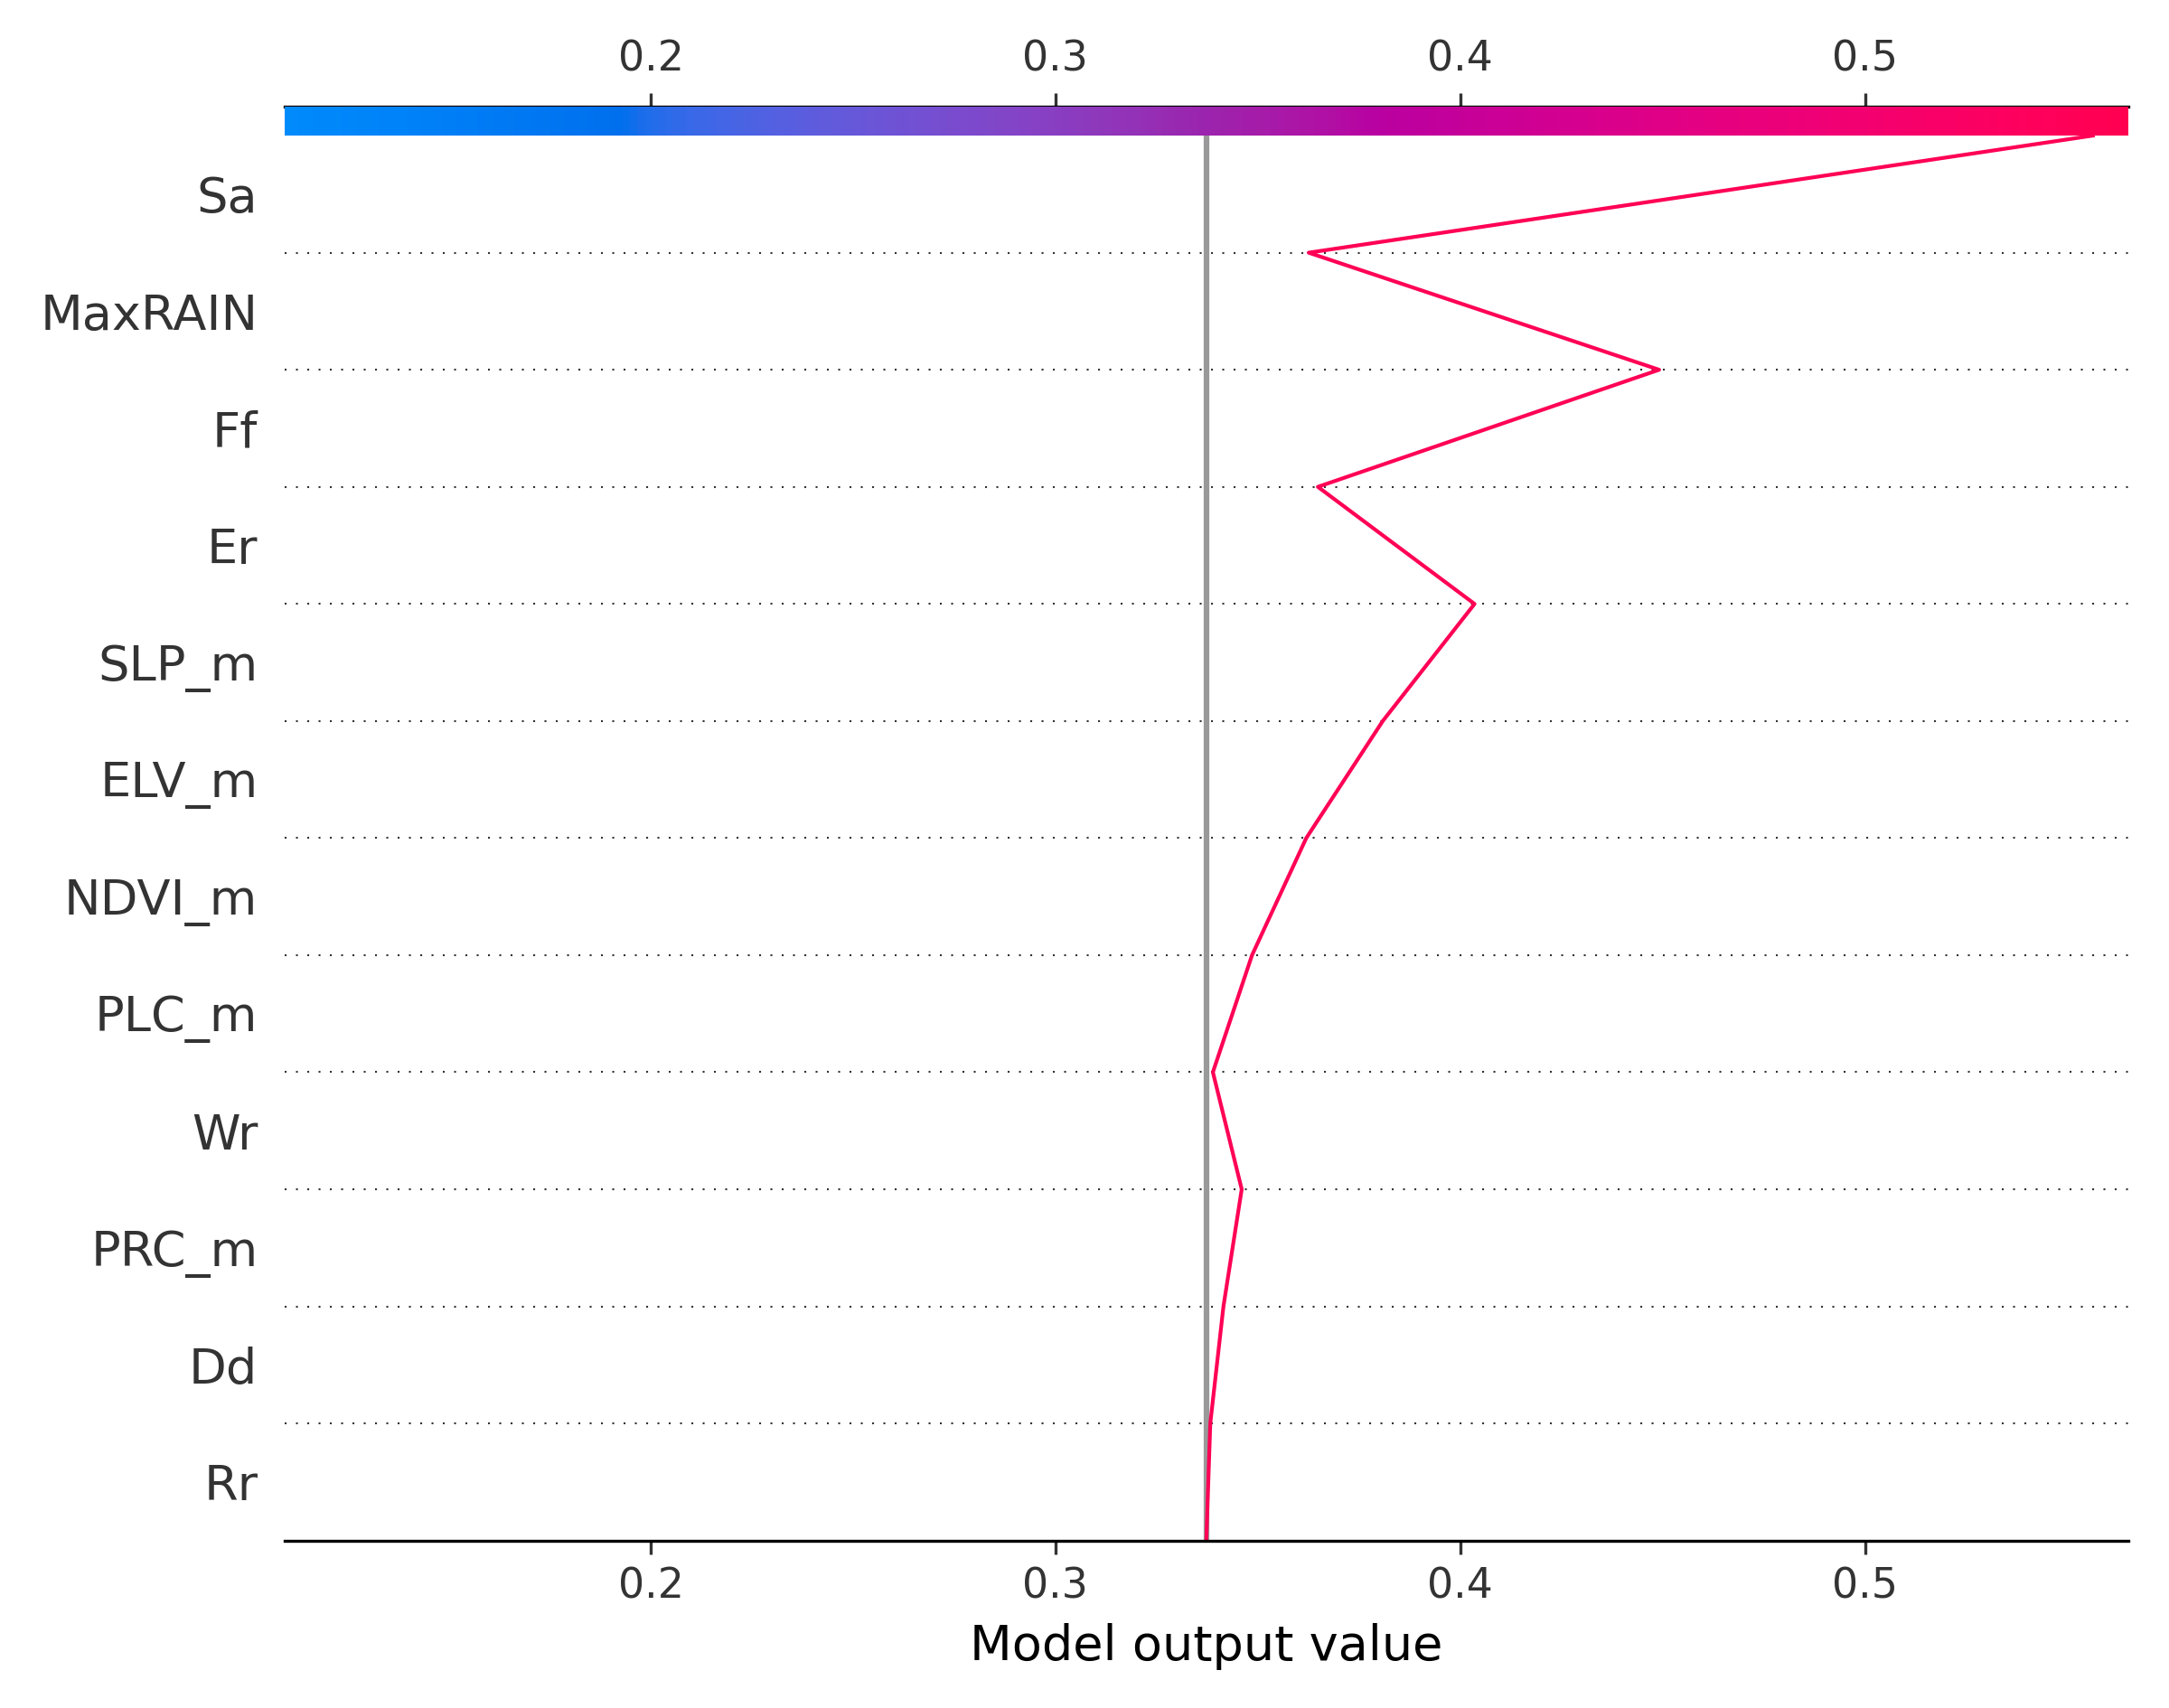 0.2 0.3 0.4 0.5
Sa
MaxRAIN
Ff
Er
SLP_m
ELV_m
NDVI_m
PLC_m
Wr
PRC_m
Dd
Rr
0.2 0.3 0.4 0.5
Model output value